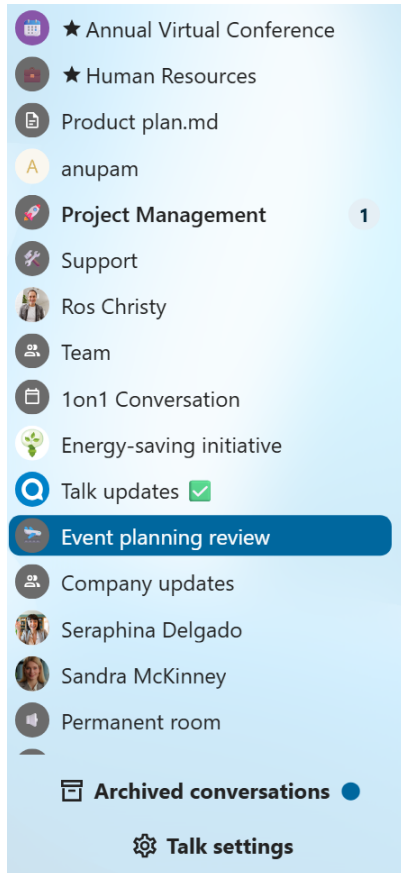 ★ Annual Virtual Conference
★ Human Resources
Product plan.md
A anupam
Project Management 1
Support
Ros Christy
Team
1on1 Conversation
Energy-saving initiative
Talk updates ✅
Event planning review
Company updates
Seraphina Delgado
Sandra McKinney
Permanent room
Archived conversations
Talk settings